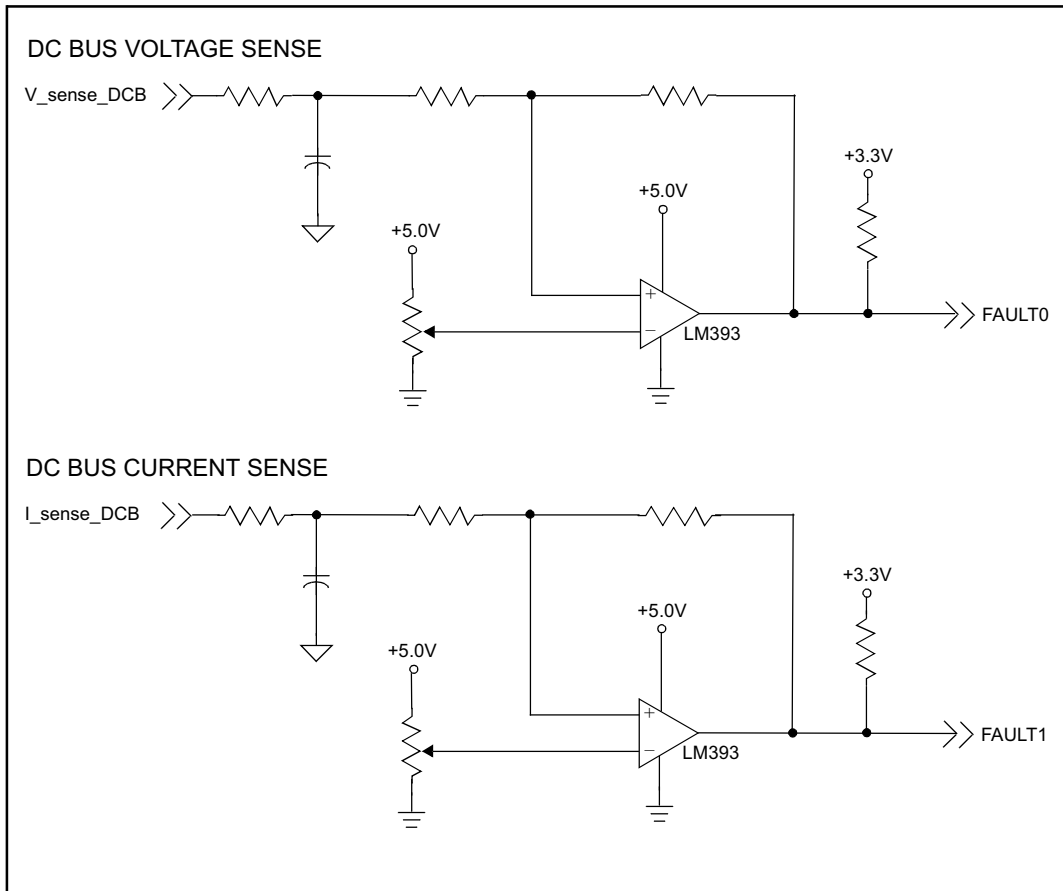 DC BUS VOLTAGE SENSE
V_sense_DCB
+3.3V
+5.0V
+5.0V
+
−
LM393
FAULT0
DC BUS CURRENT SENSE
I_sense_DCB
+3.3V
+5.0V
+5.0V
+
−
LM393
FAULT1